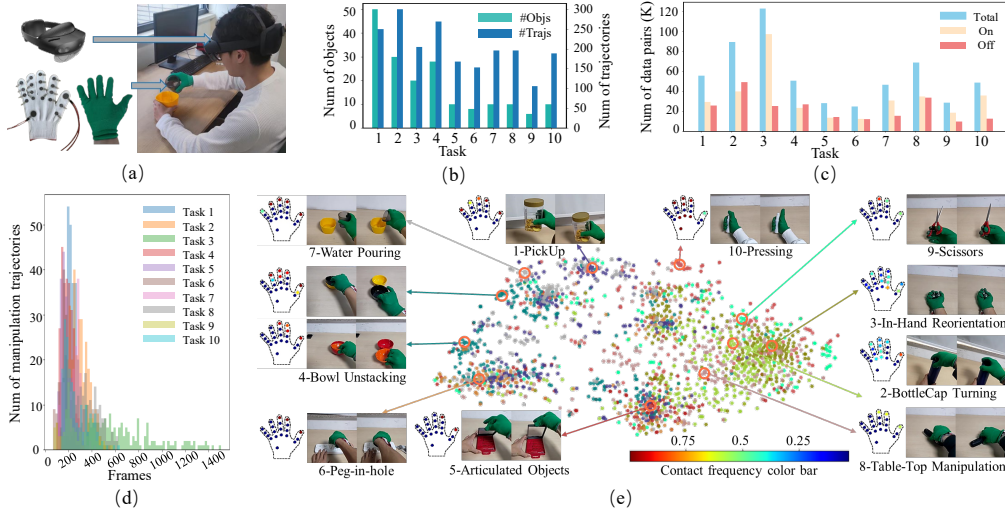 (a)
Num of objects
50
40
30
20
10
0
#Objs
#Trajs
300
250
200
150
100
50
0
Num of trajectories
1 2 3 4 5 6 7 8 9 10
Task
(b)
Num of data pairs (K)
120
100
80
60
40
20
0
Total
On
Off
1 2 3 4 5 6 7 8 9 10
Task
(c)
Num of manipulation trajectories
50
40
30
20
10
0
Task 1
Task 2
Task 3
Task 4
Task 5
Task 6
Task 7
Task 8
Task 9
Task 10
0 200 400 600 800 1000 1200 1400
Frames
(d)
7-Water Pouring
1-PickUp
10-Pressing
9-Scissors
3-In-Hand Reorientation
4-Bowl Unstacking
2-BottleCap Turning
6-Peg-in-hole
5-Articulated Objects
0.75 0.5 0.25
Contact frequency color bar
8-Table-Top Manipulation
(e)